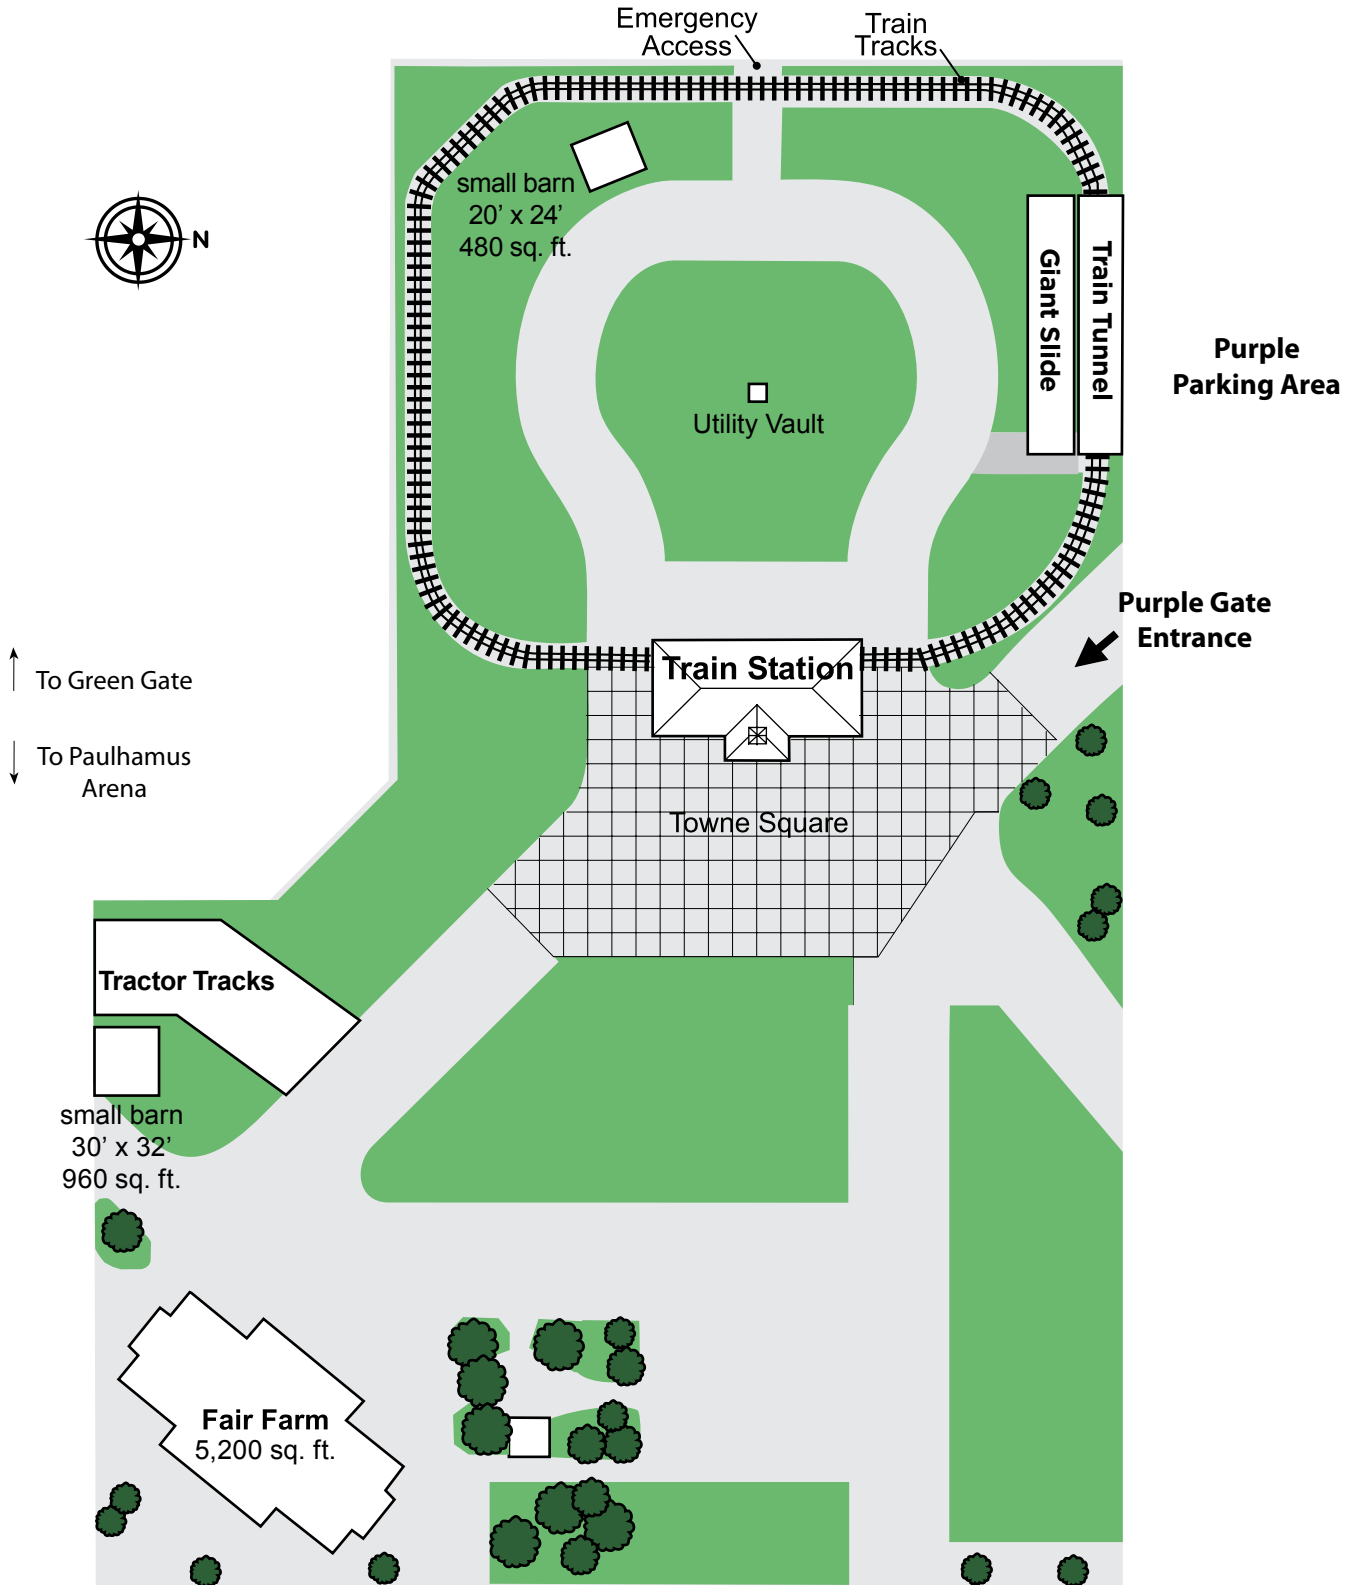 Emergency
Access
Train
Tracks
small barn
20’ x 24’
480 sq. ft.
N
Giant Slide
Train Tunnel
Purple
Parking Area
Utility Vault
Purple Gate
Entrance
Train Station
To Green Gate
To Paulhamus
Arena
Towne Square
Tractor Tracks
small barn
30’ x 32’
960 sq. ft.
Fair Farm
5,200 sq. ft.